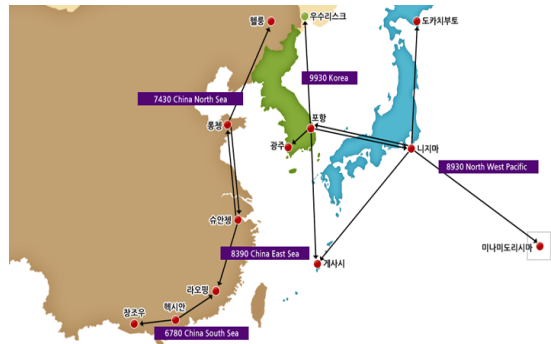 헬룽
우수리스크
도카치부토
9930 Korea
7430 China North Sea
포항
룽청
광주
니지마
8930 North West Pacific
슈안쳉
8390 China East Sea
게사시
미나미도리시마
라오핑
장조우
헤시안
6780 China South Sea